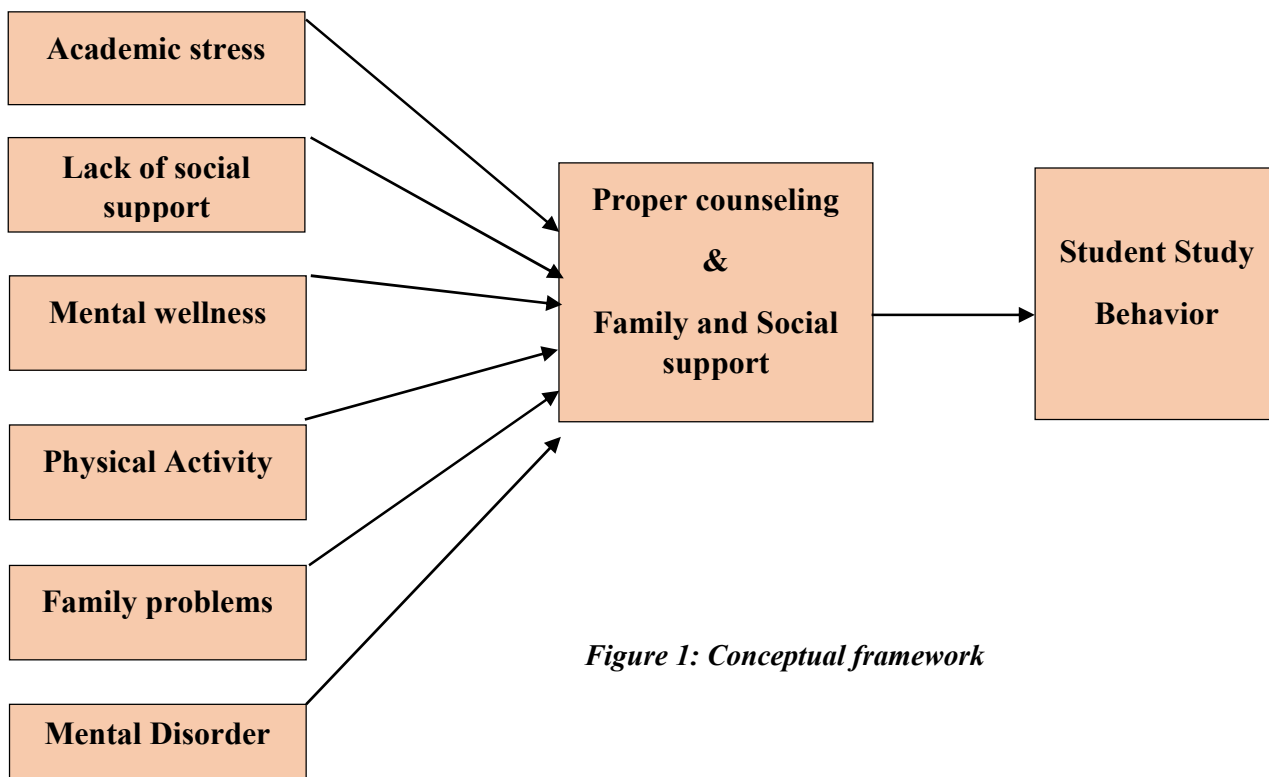 Academic stress
Lack of social
support
Mental wellness
Physical Activity
Family problems
Mental Disorder
Proper counseling
&
Family and Social
support
Student Study
Behavior
Figure 1: Conceptual framework